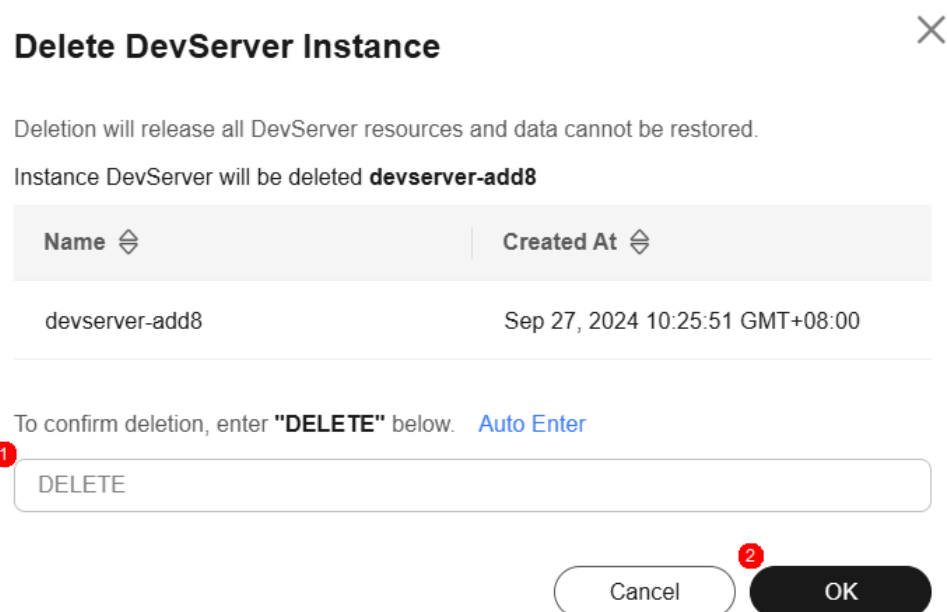 Delete DevServer Instance
Deletion will release all DevServer resources and data cannot be restored.
Instance DevServer will be deleted devserver-add8
Name Created At
devserver-add8 Sep 27, 2024 10:25:51 GMT+08:00
To confirm deletion, enter "DELETE" below. Auto Enter
1
DELETE
2
Cancel OK